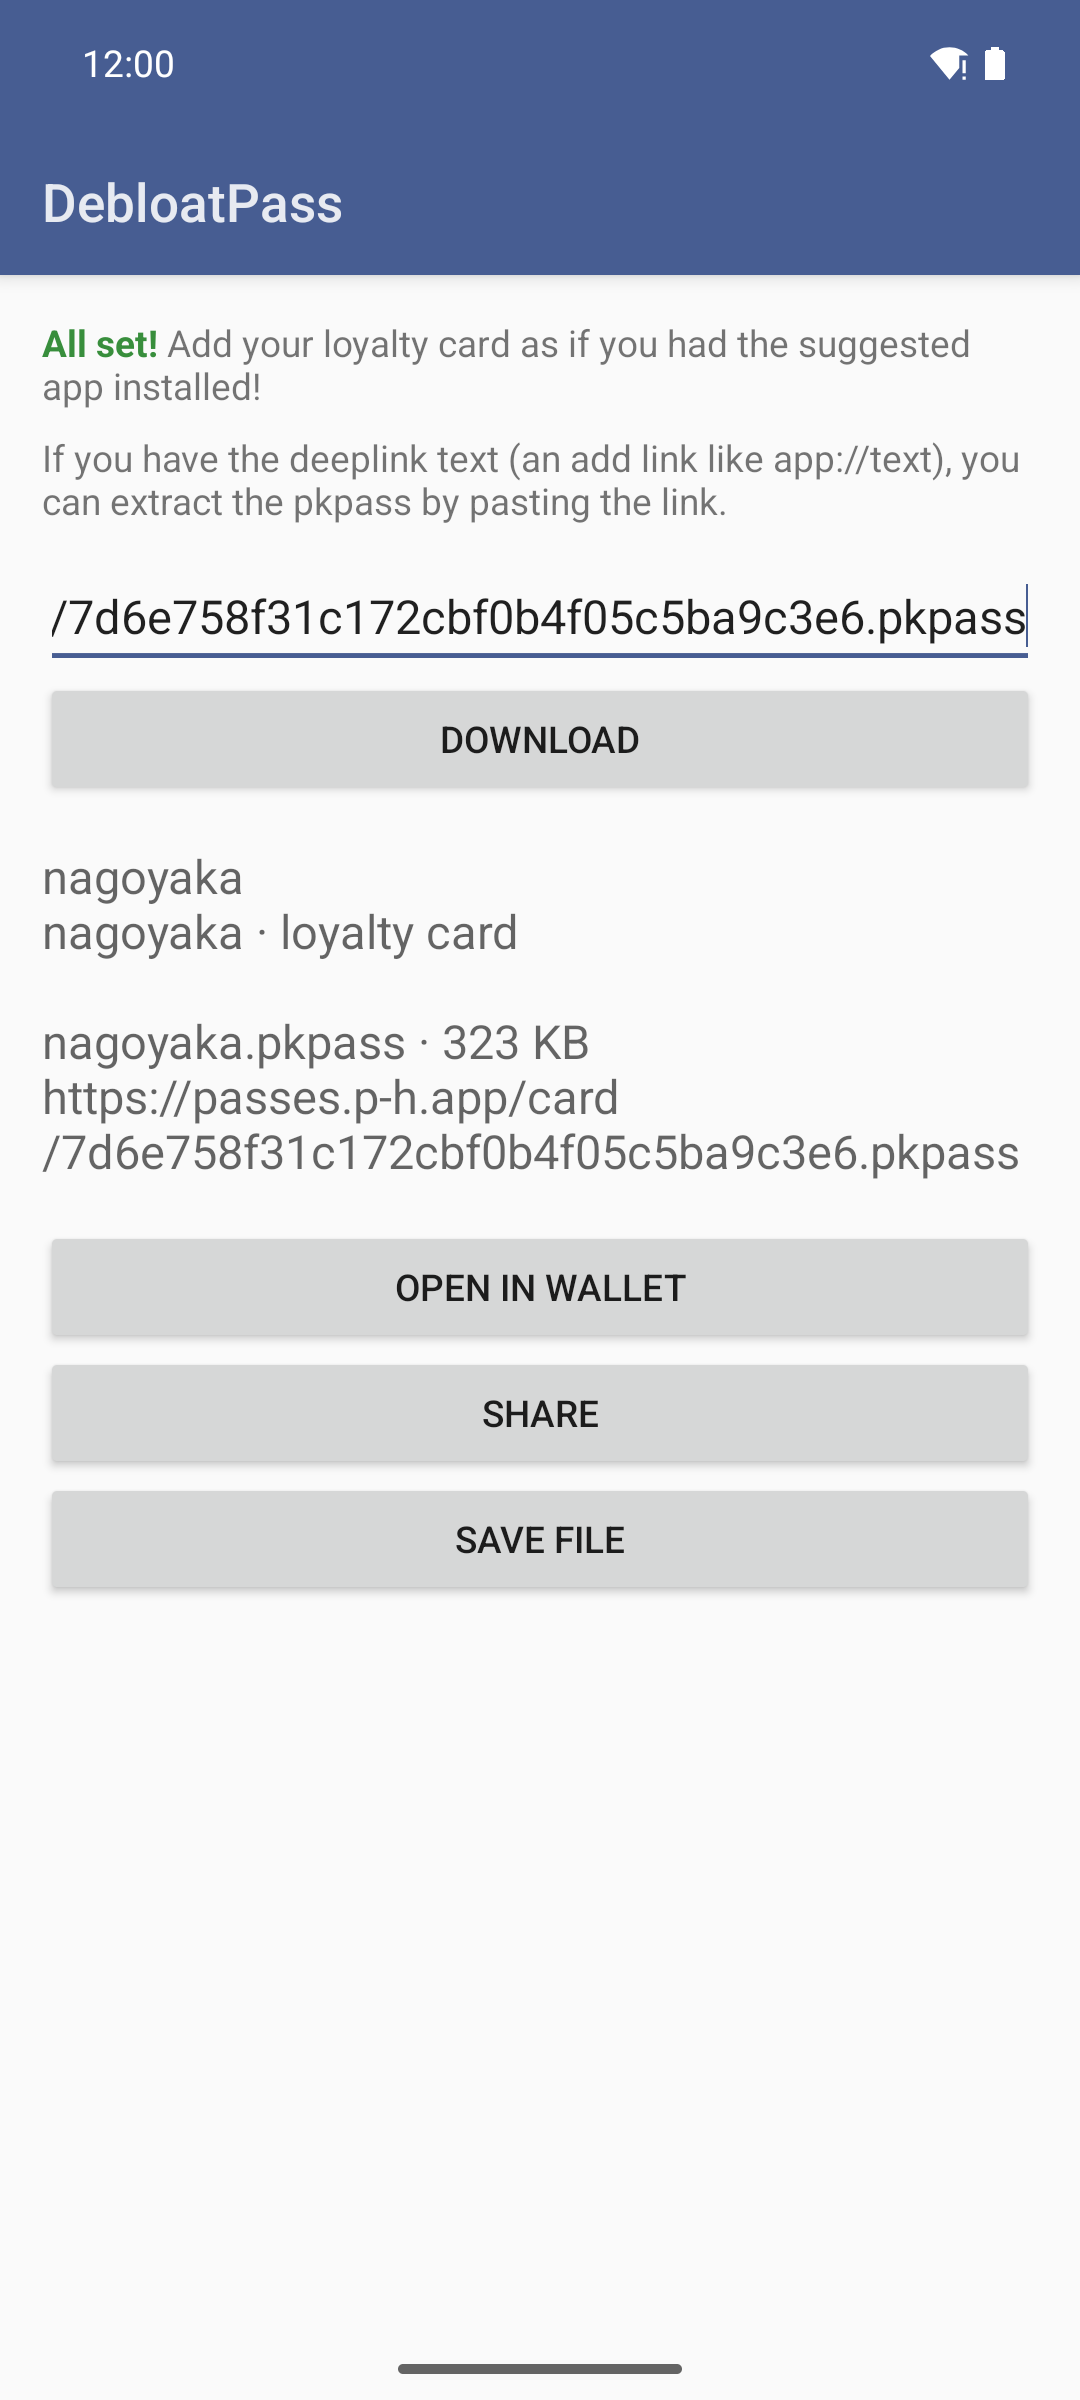 12:00
DebloatPass
All set! Add your loyalty card as if you had the suggested
app installed!
If you have the deeplink text (an add link like app://text), you
can extract the pkpass by pasting the link.
/7d6e758f31c172cbf0b4f05c5ba9c3e6.pkpass
DOWNLOAD
nagoyaka
nagoyaka · loyalty card
nagoyaka.pkpass · 323 KB
https://passes.p-h.app/card
/7d6e758f31c172cbf0b4f05c5ba9c3e6.pkpass
OPEN IN WALLET
SHARE
SAVE FILE